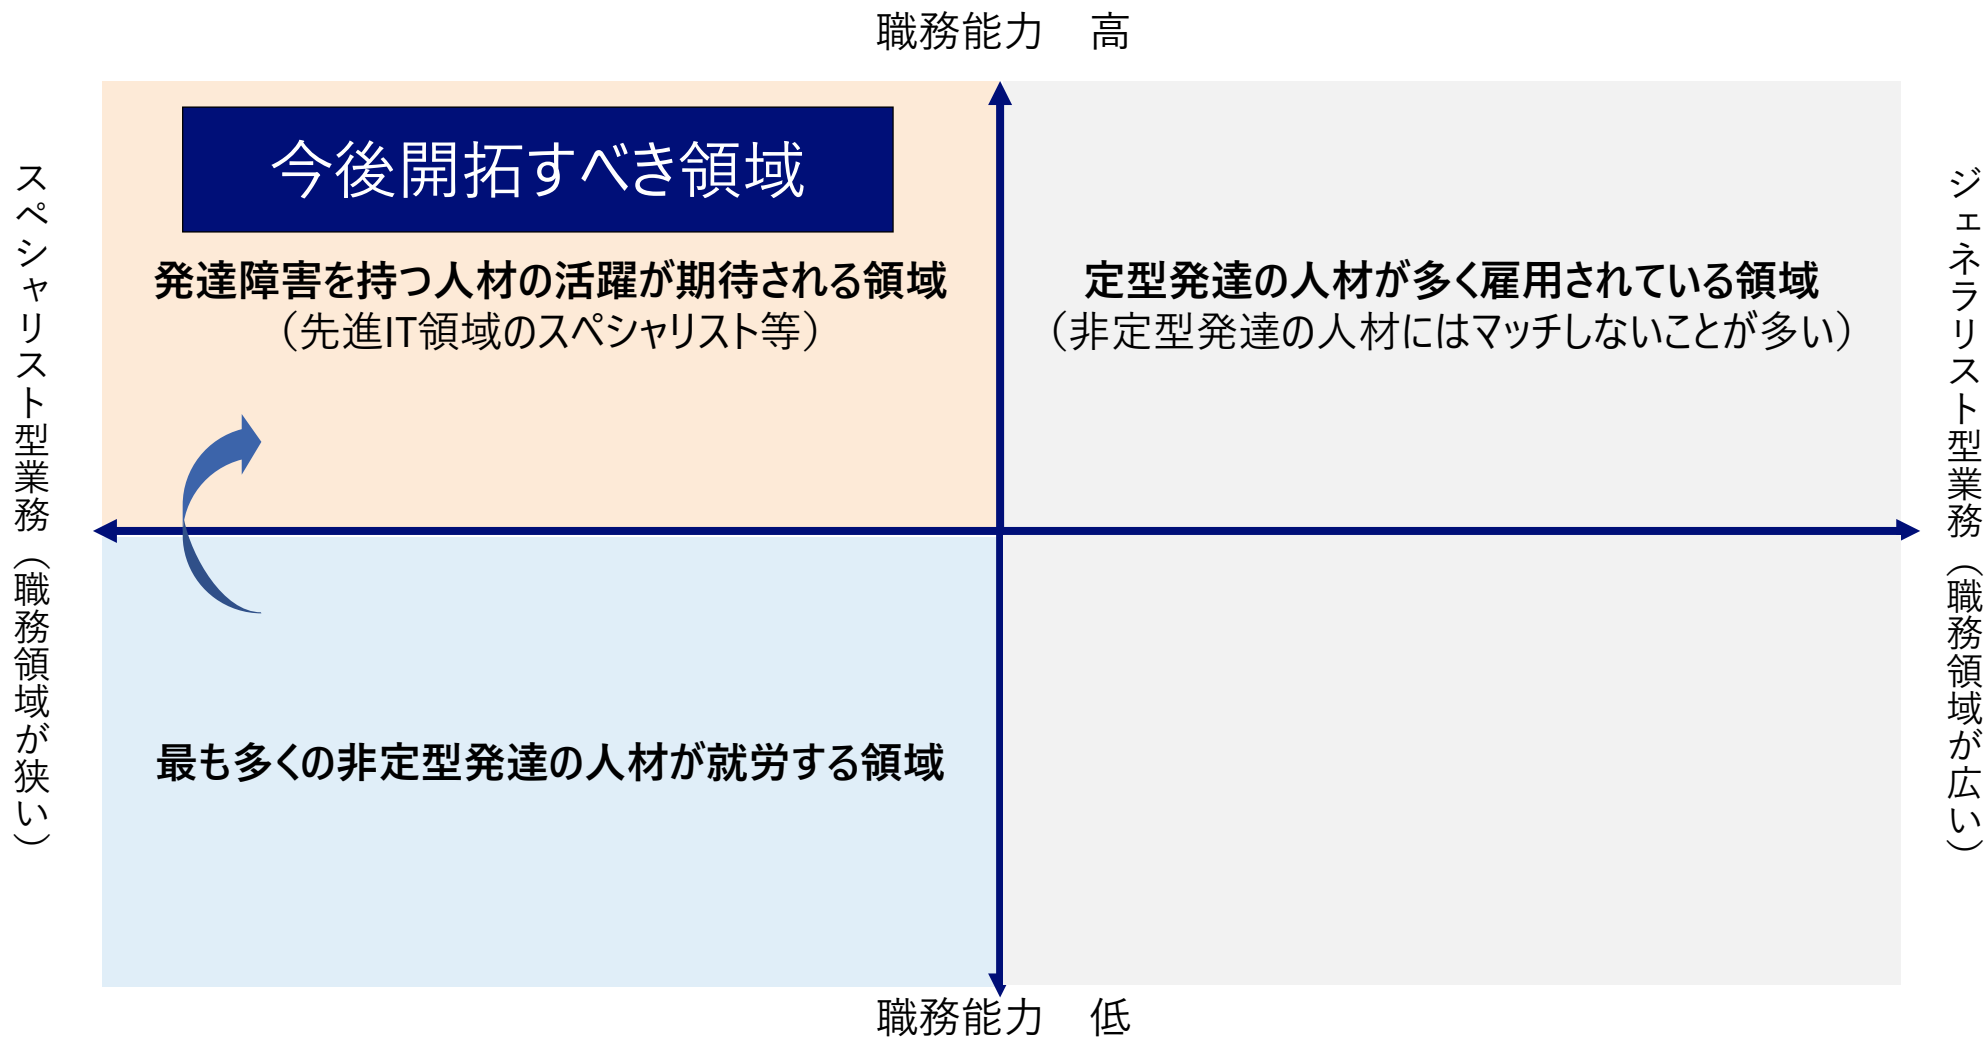 職務能力　高
スペシャリスト型業務（職務領域が狭い）
今後開拓すべき領域
発達障害を持つ人材の活躍が期待される領域
（先進IT領域のスペシャリスト等）
定型発達の人材が多く雇用されている領域
（非定型発達の人材にはマッチしないことが多い）
ジェネラリスト型業務（職務領域が広い）
最も多くの非定型発達の人材が就労する領域
職務能力　低